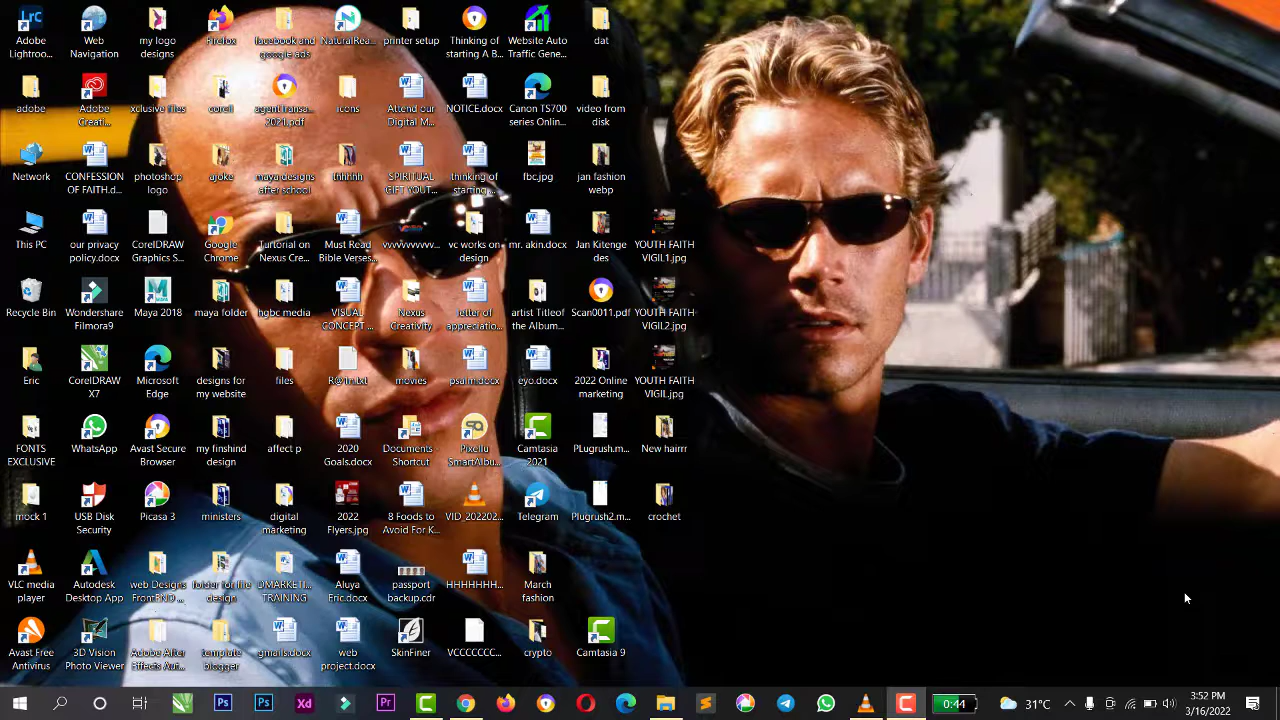 Adobe
Lightroo...
Web
Navigation
my logo
designs
Firefox
facebook and
google ads
NaturalRea...
printer setup
Thinking of
starting A B...
Website Auto
Traffic Gene...
dat
adobe
Adobe
Creati...
xclusive files
corell
agent transa...
2021.pdf
icons
Attend our
Digital M...
NOTICE.docx
Canon TS700
series Onlin...
video from
disk
Network
CONFESSION
OF FAITH.d...
photoshop
logo
ajoke
maya designs
after school
thhhhh
SPIRITUAL
GIFT YOUT...
thinking of
starting ...
fbc.jpg
jan fashion
webp
This PC
our privacy
policy.docx
CorelDRAW
Graphics S...
Google
Chrome
Tartorial on
Nexus Cre...
Must Read
Bible Verses...
vvvvvvvvvv...
vc works on
design
mr. akin.docx
Jan Kitenge
des
YOUTH FAITH
VIGIL1.jpg
Recycle Bin
Wondershare
Filmora9
Maya 2018
maya folder
hgbc media
VISUAL
CONCEPT ...
Nexus
Creativity
letter of
appreciatio...
artist Titleof
the Album...
Scan0011.pdf
YOUTH FAITH
VIGIL2.jpg
Eric
CorelDRAW
X7
Microsoft
Edge
designs for
my website
files
movies
psalm.docx
eyo.docx
2022 Online
marketing
YOUTH FAITH
VIGIL.jpg
FONTS
EXCLUSIVE
WhatsApp
Avast Secure
Browser
my finshind
design
affect p
2020
Goals.docx
Documents -
Shortcut
Pixellu
SmartAlbu...
Camtasia
2021
PLugrush.m...
New hairrr
mock 1
USB Disk
Security
Picasa 3
ministers
digital
marketing
2022
Flyers.jpg
8 Foods to
Avoid For K...
VID_202202...
Telegram
Plugrush2.m...
crochet
VLC media
player
Autodesk
Desktop App
web Designs
FrontEND ...
folder for file
design
DMARKETI...
TRAINING
Aluya
Eric.docx
passport
backup.cdr
HHHHHHH...
March
fashion
Avast Free
Antivirus
3D Vision
Photo Viewer
Adobe After
Effects Aut...
template
blogger
gmails.docx
web
project.docx
SkinFiner
VCCCCCCC...
crypto
Camtasia 9
Ps
Ps
Xd
Pr
0:44
31°C
3:52 PM
3/16/2022